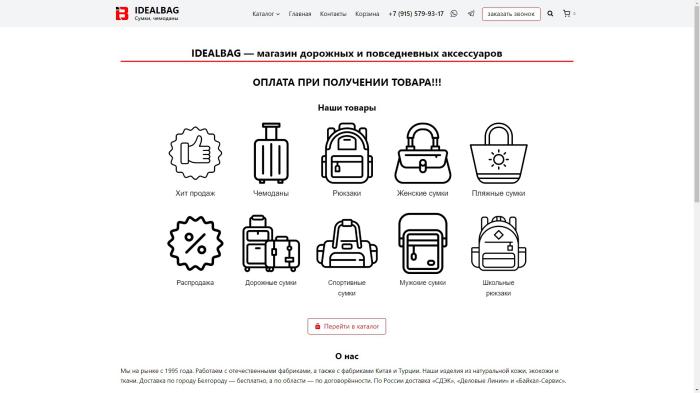 IDEALBAG
Сумки, чемоданы
Каталог Главная Контакты Корзина +7 (915) 579-93-17 заказать звонок 0
IDEALBAG — магазин дорожных и повседневных аксессуаров
ОПЛАТА ПРИ ПОЛУЧЕНИИ ТОВАРА!!!
Наши товары
Хит продаж Чемоданы Рюкзаки Женские сумки Пляжные сумки
%
Распродажа Дорожные сумки Спортивные сумки Мужские сумки Школьные рюкзаки
Перейти в каталог
О нас
Мы на рынке с 1995 года. Работаем с отечественными фабриками, а также с фабриками Китая и Турции. Наши изделия из натуральной кожи, экокожи и
ткани. Доставка по городу Белгороду — бесплатно, а по области — по договорённости. По России доставка «СДЭК», «Деловые Линии» и «Байкал-Сервис».